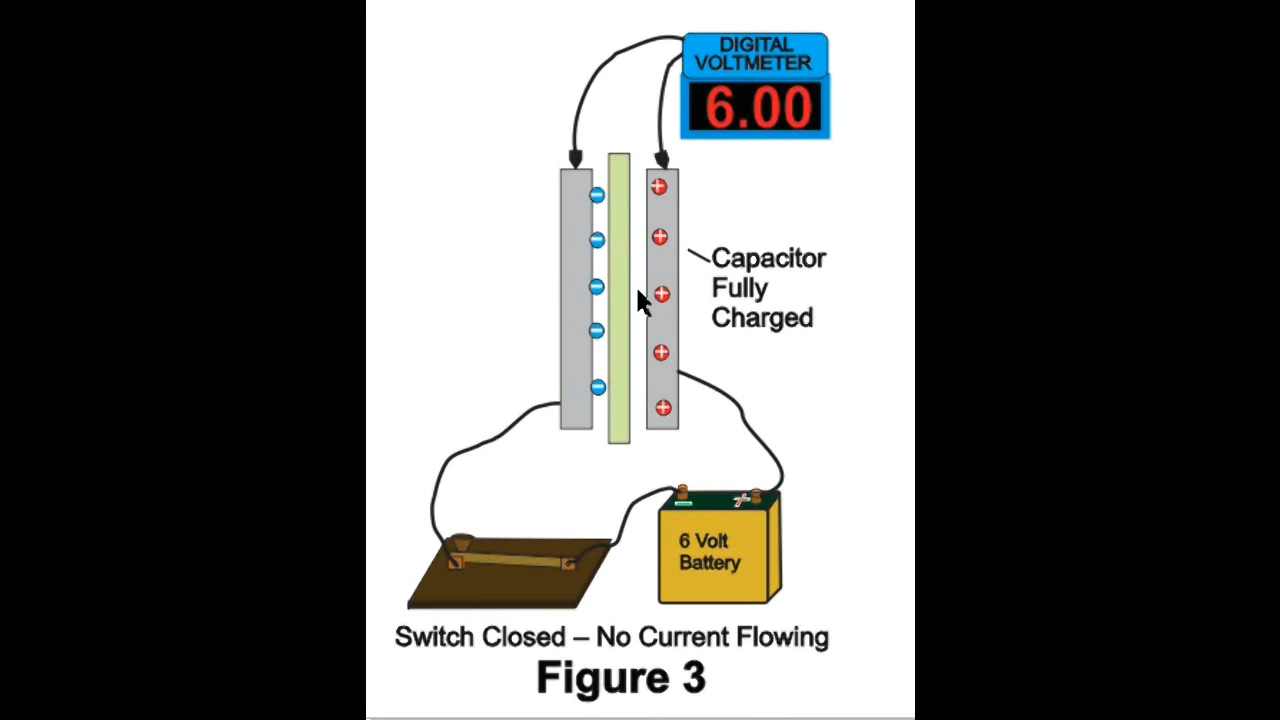 DIGITAL
VOLTMETER
6.00
Capacitor
Fully
Charged
6 Volt
Battery
Switch Closed – No Current Flowing
Figure 3